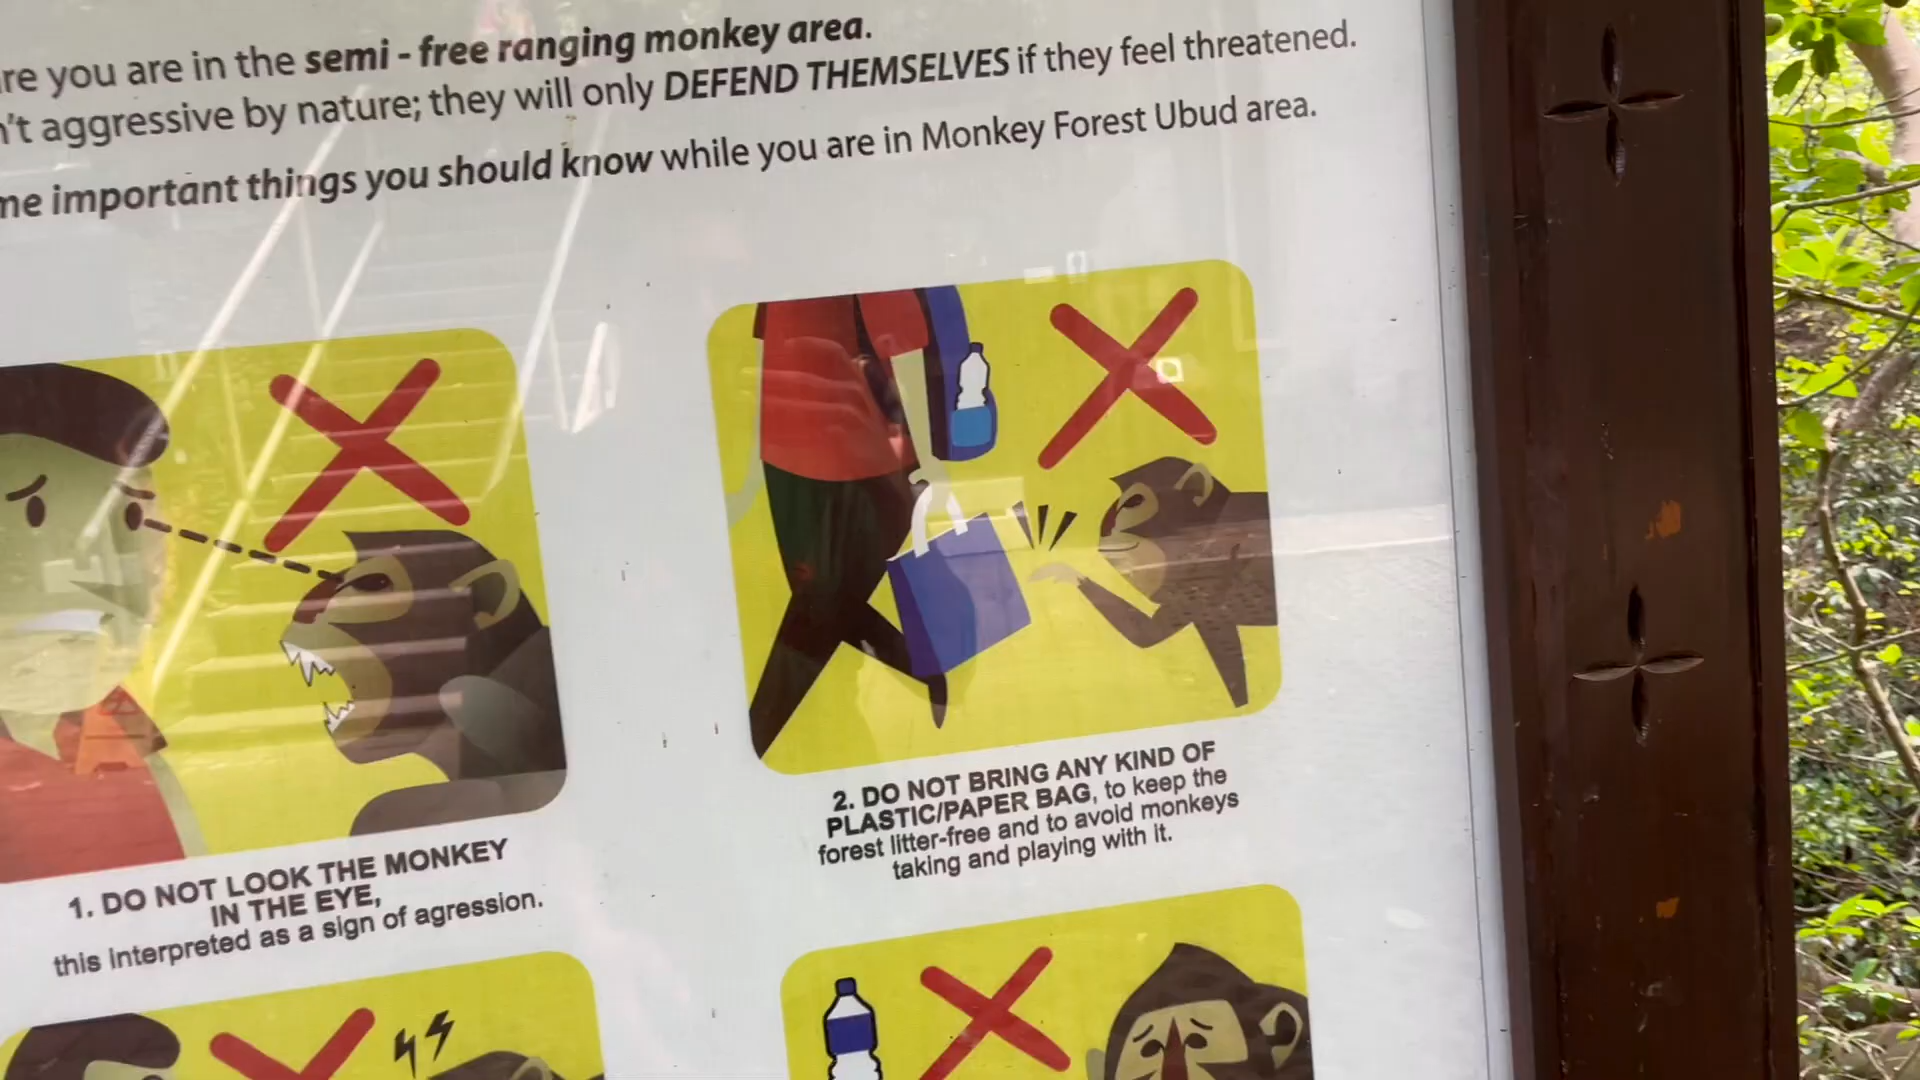 you are in the semi - free ranging monkey area.
aggressive by nature; they will only DEFEND THEMSELVES if they feel threatened.
important things you should know while you are in Monkey Forest Ubud area.
1. DO NOT LOOK THE MONKEY
IN THE EYE,
this interpreted as a sign of agression.
2. DO NOT BRING ANY KIND OF
PLASTIC/PAPER BAG, to keep the
forest litter-free and to avoid monkeys
taking and playing with it.